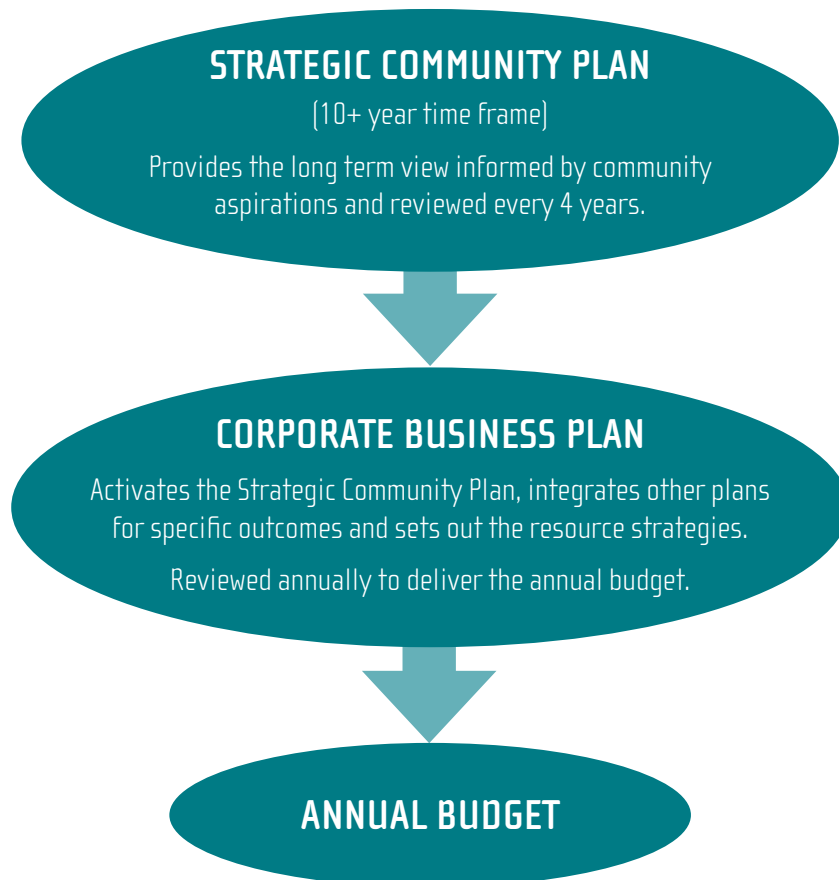 STRATEGIC COMMUNITY PLAN
(10+ year time frame)
Provides the long term view informed by community
aspirations and reviewed every 4 years.
CORPORATE BUSINESS PLAN
Activates the Strategic Community Plan, integrates other plans
for specific outcomes and sets out the resource strategies.
Reviewed annually to deliver the annual budget.
ANNUAL BUDGET